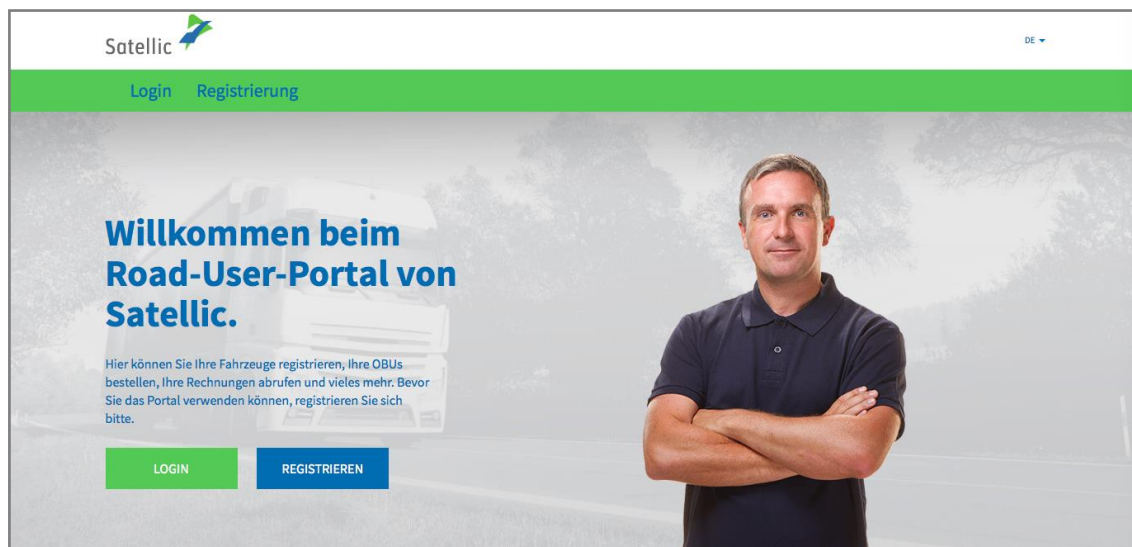 Satellic
DE
Login Registrierung
Willkommen beim
Road-User-Portal von
Satellic.
Hier können Sie Ihre Fahrzeuge registrieren, Ihre OBUs
bestellen, Ihre Rechnungen abrufen und vieles mehr. Bevor
Sie das Portal verwenden können, registrieren Sie sich
bitte.
LOGIN REGISTRIEREN